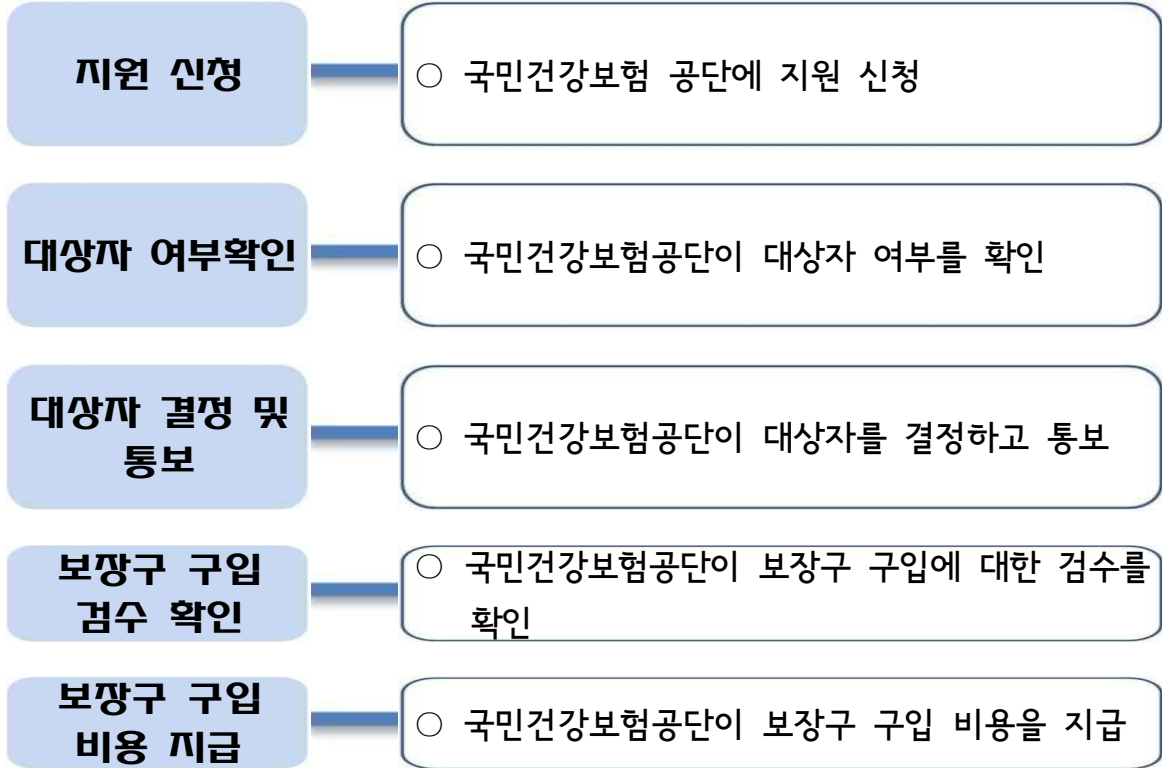 지원 신청
○ 국민건강보험 공단에 지원 신청
대상자 여부확인
○ 국민건강보험공단이 대상자 여부를 확인
대상자 결정 및
통보
○ 국민건강보험공단이 대상자를 결정하고 통보
보장구 구입
검수 확인
○ 국민건강보험공단이 보장구 구입에 대한 검수를
확인
보장구 구입
비용 지급
○ 국민건강보험공단이 보장구 구입 비용을 지급